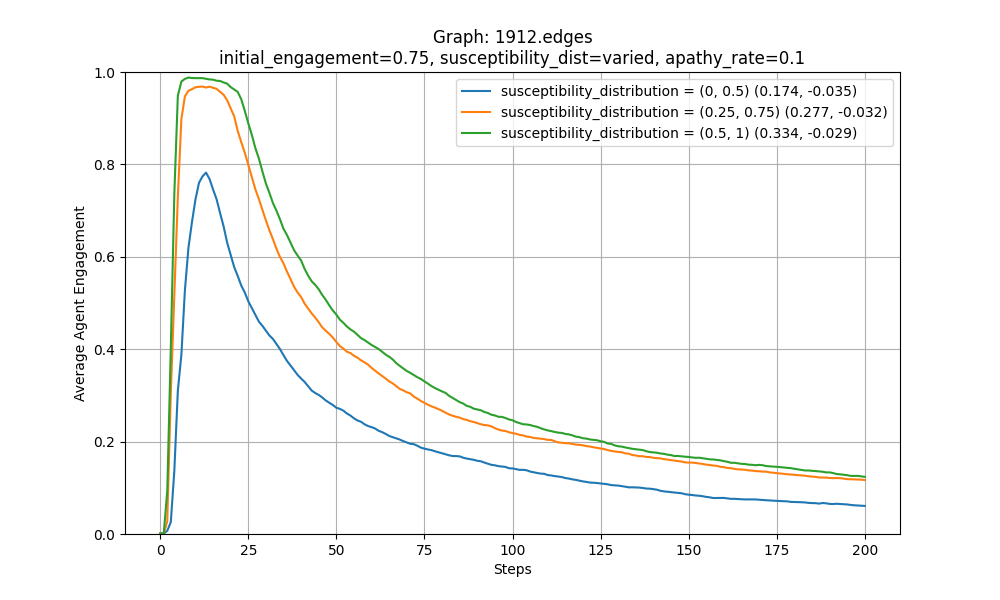 Graph: 1912.edges
initial_engagement=0.75, susceptibility_dist=varied, apathy_rate=0.1
susceptibility_distribution = (0, 0.5) (0.174, -0.035)
susceptibility_distribution = (0.25, 0.75) (0.277, -0.032)
susceptibility_distribution = (0.5, 1) (0.334, -0.029)
Average Agent Engagement
1.0
0.8
0.6
0.4
0.2
0.0
0 25 50 75 100 125 150 175 200
Steps